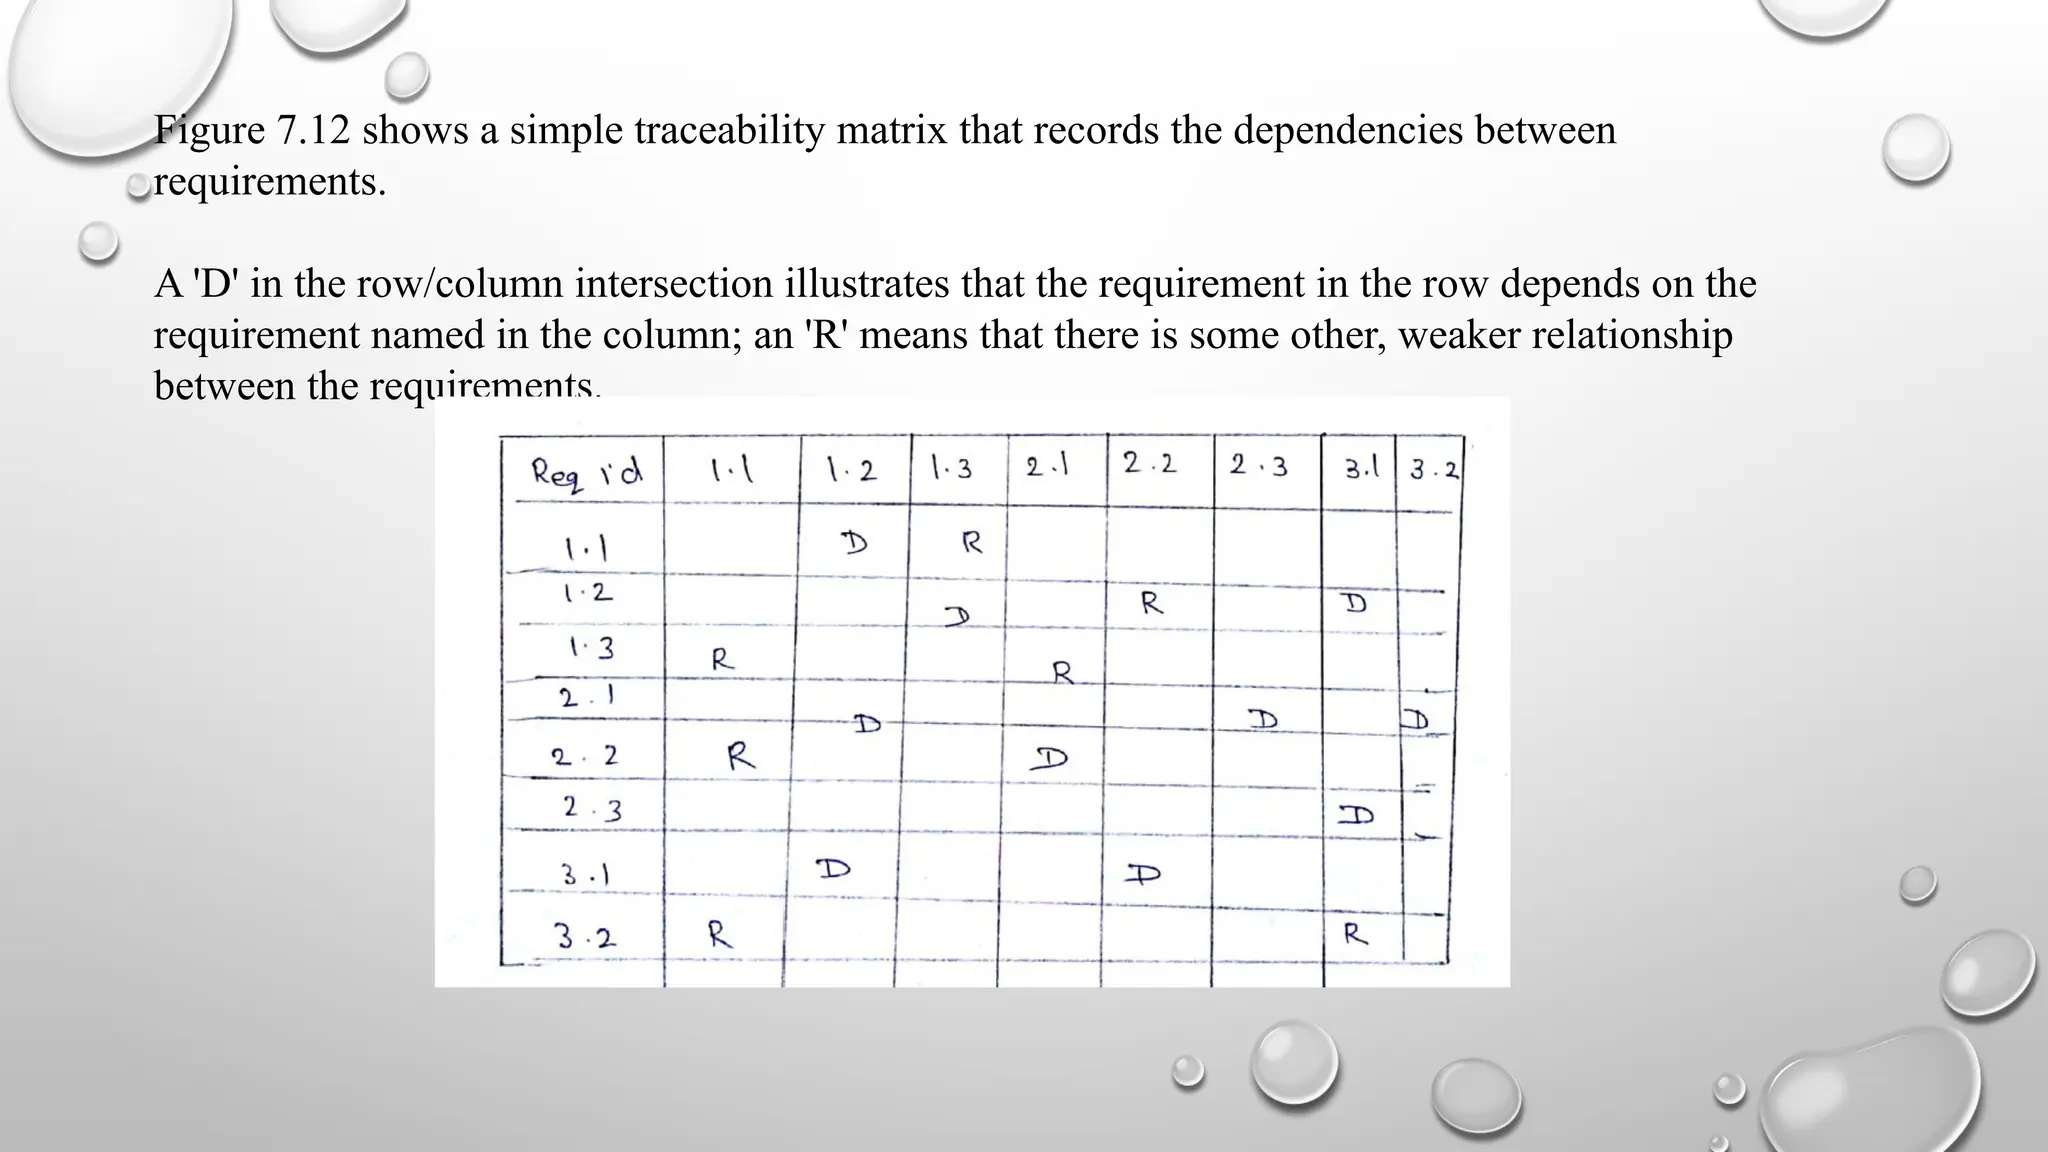 Figure 7.12 shows a simple traceability matrix that records the dependencies between
requirements.
A 'D' in the row/column intersection illustrates that the requirement in the row depends on the
requirement named in the column; an 'R' means that there is some other, weaker relationship
between the requirements.
Req id 1.1 1.2 1.3 2.1 2.2 2.3 3.1 3.2
1.1 D R
1.2 D R D
1.3 R R
2.1 D D D
2.2 R D
2.3 D
3.1 D D
3.2 R R